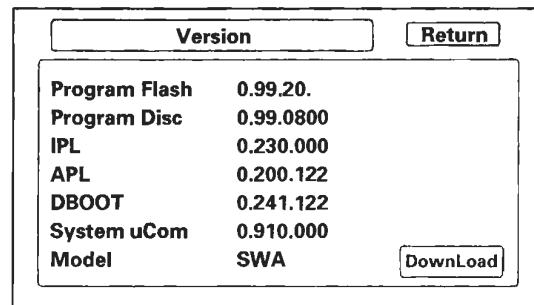 Version Return
Program Flash 0.99.20.
Program Disc 0.99.0800
IPL 0.230.000
APL 0.200.122
DBOOT 0.241.122
System uCom 0.910.000
Model SWA DownLoad